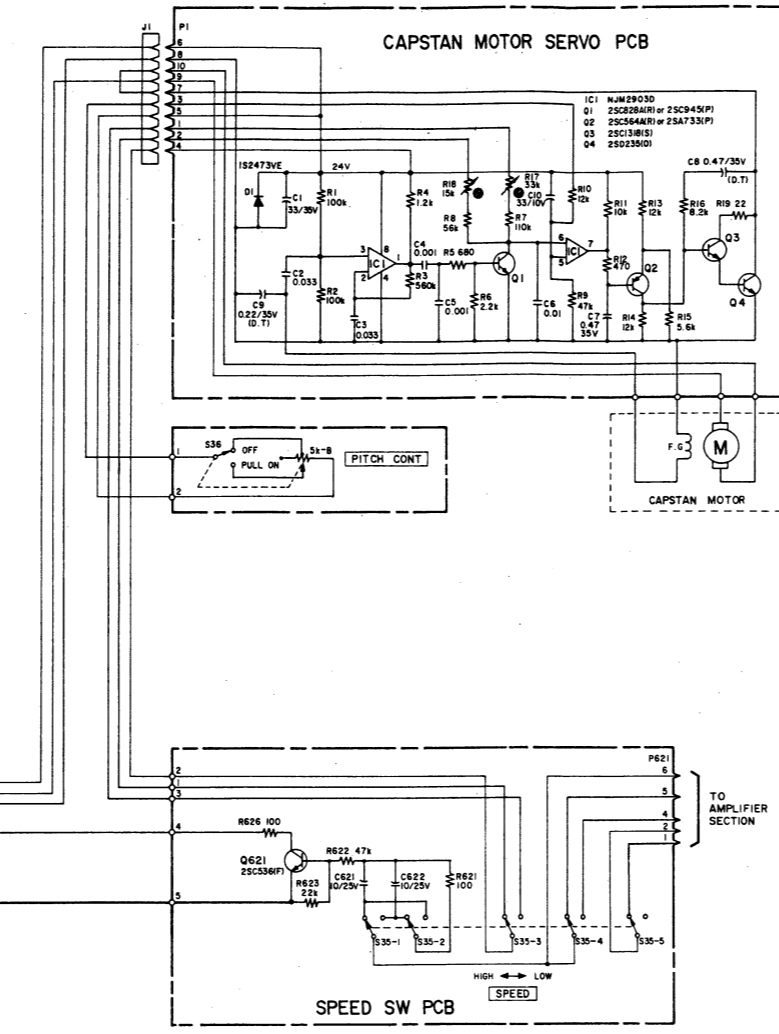 J1
P1
6
8
10
9
7
3
5
1
2
4
CAPSTAN MOTOR SERVO PCB
IC1 NJM2903D
Q1 2SC828A(R) or 2SC945(P)
Q2 2SC564A(R) or 2SA733(P)
Q3 2SC1318(S)
Q4 2SD235(O)
C8 0.47/35V
(D.T)
1S2473VE
24V
D1
C1
33/35V
R1
100k
R4
1.2k
R18
15k
R17
33k
C10
33/10V
R10
12k
R11
10k
R13
12k
R16
8.2k
R19 22
R8
56k
R7
110k
Q3
3
8
1
IC1
2
4
C4
0.001
R5 680
Q1
6
7
IC1
5
R12
470
Q2
Q4
C2
0.033
R2
100k
R3
560k
C9
0.22/35V
(D.T)
C3
0.033
C5
0.001
R6
2.2k
C6
0.01
R9
47k
C7
0.47
35V
R14
12k
R15
5.6k
F.G
M
CAPSTAN MOTOR
1
S36
OFF
PULL ON
5k-B
PITCH CONT
2
P621
2
1
3
4
5
6
5
4
2
1
TO
AMPLIFIER
SECTION
R626 100
Q621
2SC536(F)
R622 47k
R623
22k
C621
10/25V
C622
10/25V
R621
100
S35-1
S35-2
S35-3
S35-4
S35-5
HIGH LOW
SPEED
SPEED SW PCB